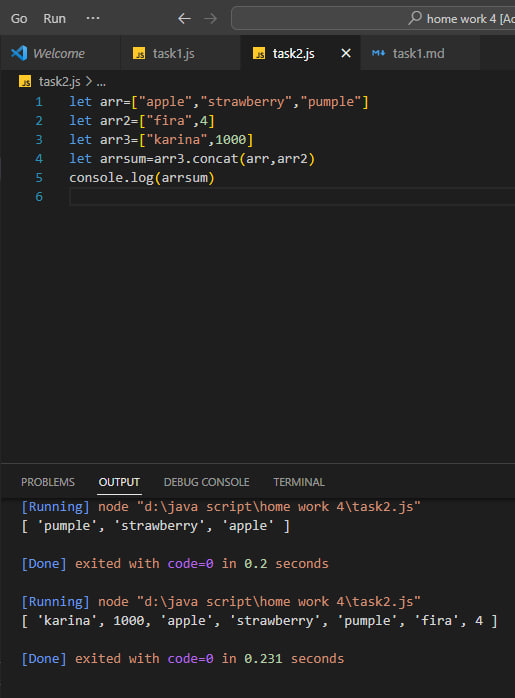 Go Run ··· ← → home work 4 [Ad
Welcome task1.js task2.js × task1.md
task2.js > ...
1 let arr=["apple","strawberry","pumple"]
2 let arr2=["fira",4]
3 let arr3=["karina",1000]
4 let arrsum=arr3.concat(arr,arr2)
5 console.log(arrsum)
6
PROBLEMS OUTPUT DEBUG CONSOLE TERMINAL
[Running] node "d:\java script\home work 4\task2.js"
[ 'pumple', 'strawberry', 'apple' ]
[Done] exited with code=0 in 0.2 seconds
[Running] node "d:\java script\home work 4\task2.js"
[ 'karina', 1000, 'apple', 'strawberry', 'pumple', 'fira', 4 ]
[Done] exited with code=0 in 0.231 seconds